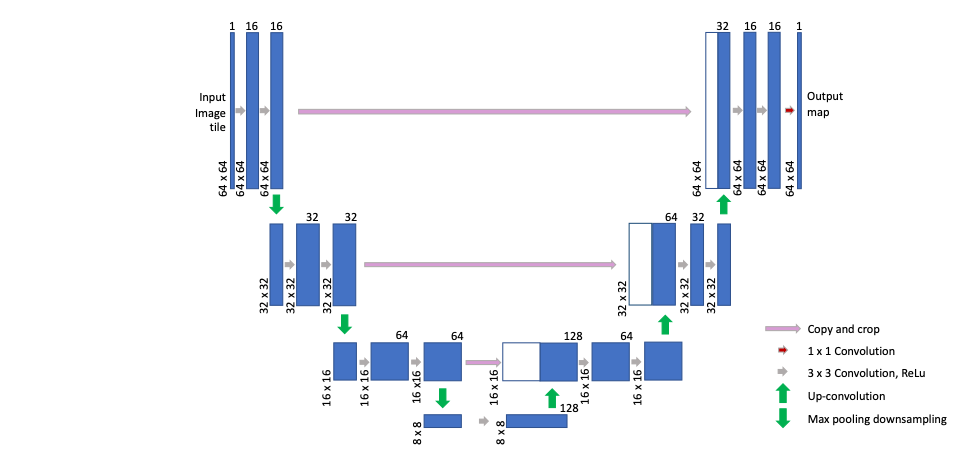 1 16 16
32 16 16 1
Input
Image
tile
Output
map
64 x 64
64 x 64
64 x 64
64 x 64
64 x 64
64 x 64
64 x 64
32 32
64 32
32 x 32
32 x 32
32 x 32
32 x 32
32 x 32
32 x 32
64 64 128 64
16 x 16
16 x 16
16 x 16
16 x 16
16 x 16
16 x 16
128
8 x 8
8 x 8
Copy and crop
1 x 1 Convolution
3 x 3 Convolution, ReLu
Up-convolution
Max pooling downsampling